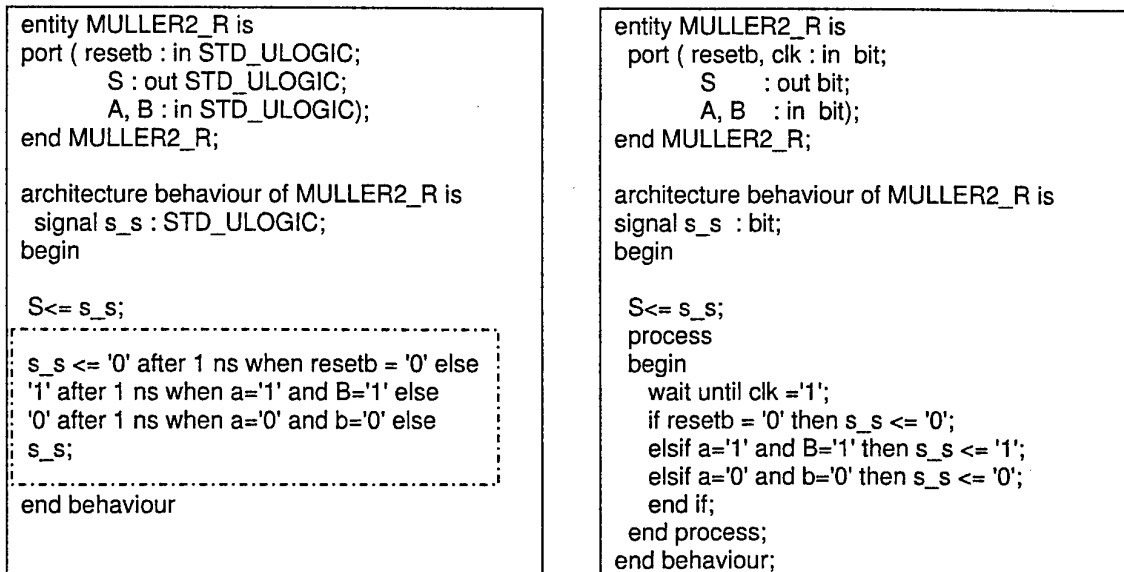 entity MULLER2_R is
port ( resetb : in STD_ULOGIC;
S : out STD_ULOGIC;
A, B : in STD_ULOGIC);
end MULLER2_R;
architecture behaviour of MULLER2_R is
signal s_s : STD_ULOGIC;
begin
S<= s_s;
s_s <= '0' after 1 ns when resetb = '0' else
'1' after 1 ns when a='1' and B='1' else
'0' after 1 ns when a='0' and b='0' else
s_s;
end behaviour
entity MULLER2_R is
port ( resetb, clk : in bit;
S : out bit;
A, B : in bit);
end MULLER2_R;
architecture behaviour of MULLER2_R is
signal s_s : bit;
begin
S<= s_s;
process
begin
wait until clk ='1';
if resetb = '0' then s_s <= '0';
elsif a='1' and B='1' then s_s <= '1';
elsif a='0' and b='0' then s_s <= '0';
end if;
end process;
end behaviour;